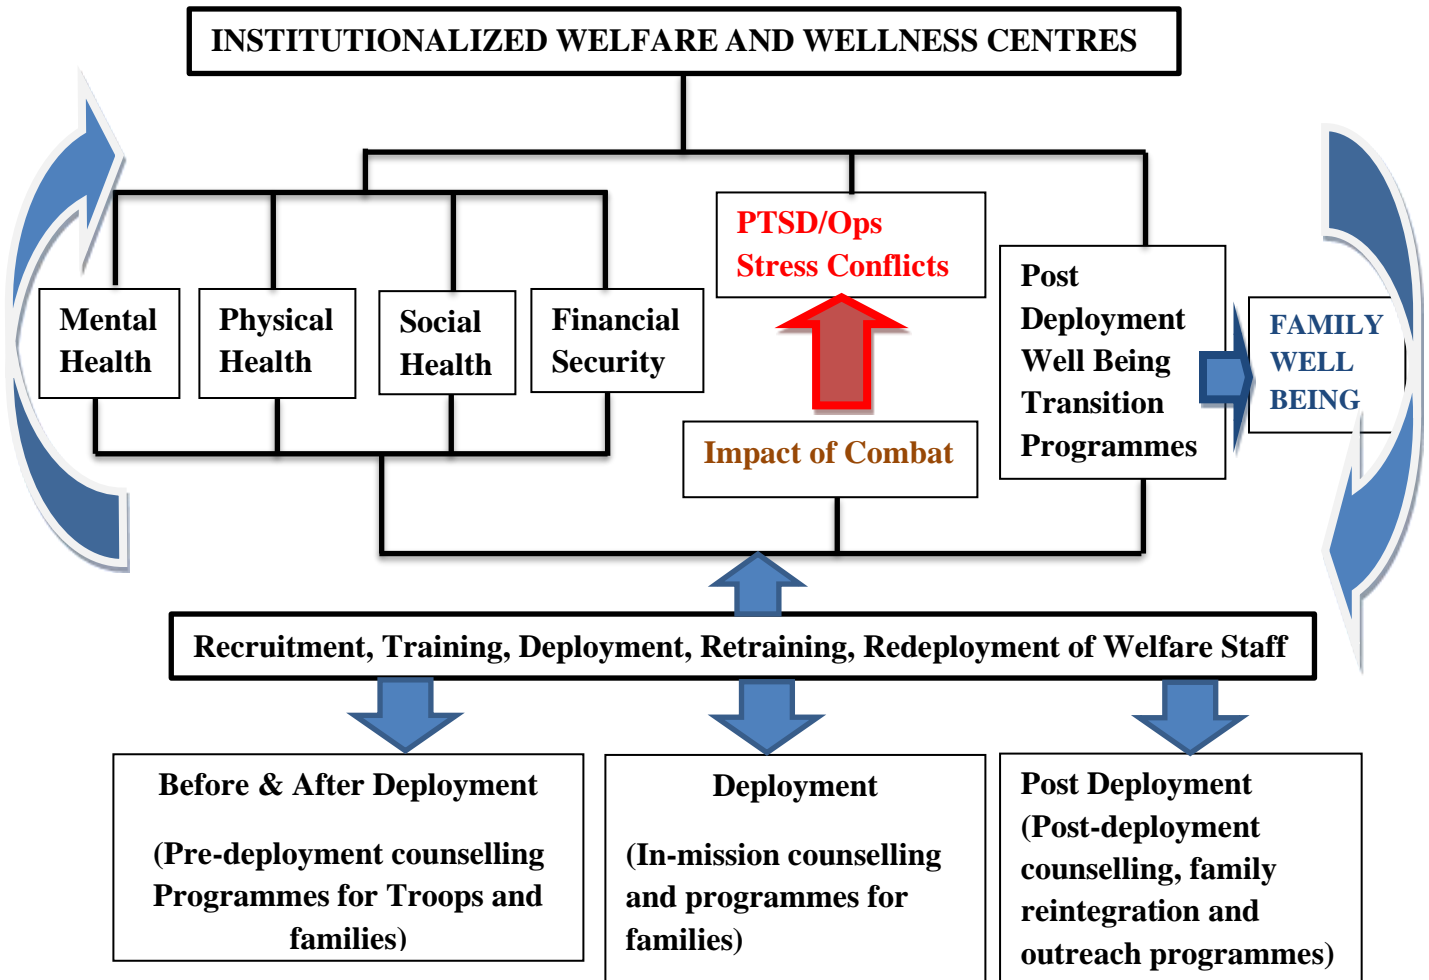 INSTITUTIONALIZED WELFARE AND WELLNESS CENTRES
Mental
Health
Physical
Health
Social
Health
Financial
Security
PTSD/Ops
Stress Conflicts
Impact of Combat
Post
Deployment
Well Being
Transition
Programmes
FAMILY
WELL
BEING
Recruitment, Training, Deployment, Retraining, Redeployment of Welfare Staff
Before & After Deployment
(Pre-deployment counselling
Programmes for Troops and
families)
Deployment
(In-mission counselling
and programmes for
families)
Post Deployment
(Post-deployment
counselling, family
reintegration and
outreach programmes)